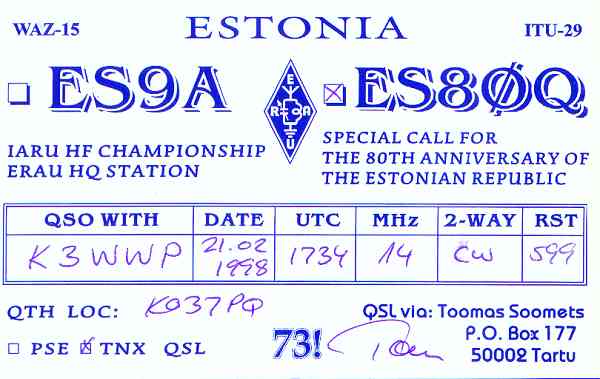 WAZ-15 ESTONIA ITU-29
☐ ES9A ☒ ES8ØQ
E
R A
U
IARU HF CHAMPIONSHIP
ERAU HQ STATION
SPECIAL CALL FOR
THE 80TH ANNIVERSARY OF
THE ESTONIAN REPUBLIC
QSO WITH DATE UTC MHz 2-WAY RST
K3WWP 21.02 1998 1734 14 CW 599
QTH LOC: KO37PQ
☐ PSE ☒ TNX QSL
73!
QSL via: Toomas Soomets
P.O. Box 177
50002 Tartu